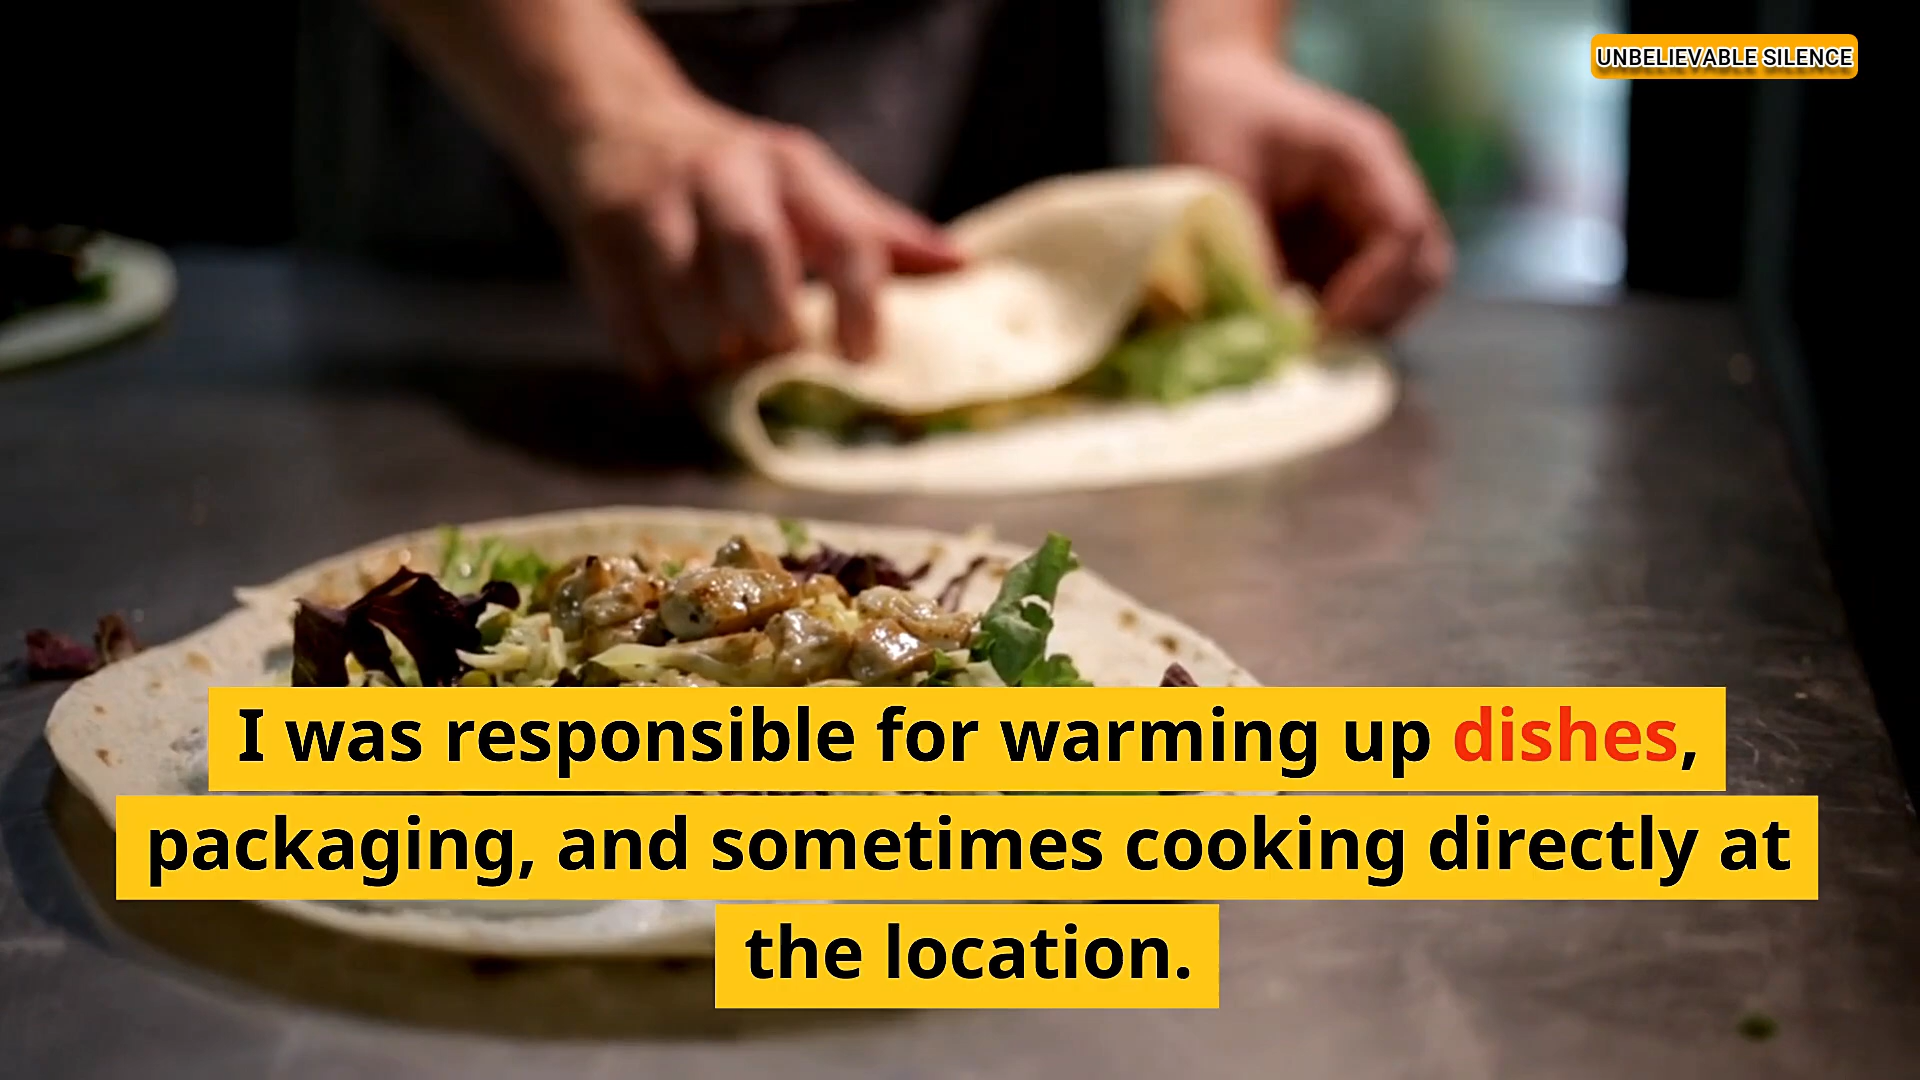 UNBELIEVABLE SILENCE
I was responsible for warming up dishes,
packaging, and sometimes cooking directly at
the location.